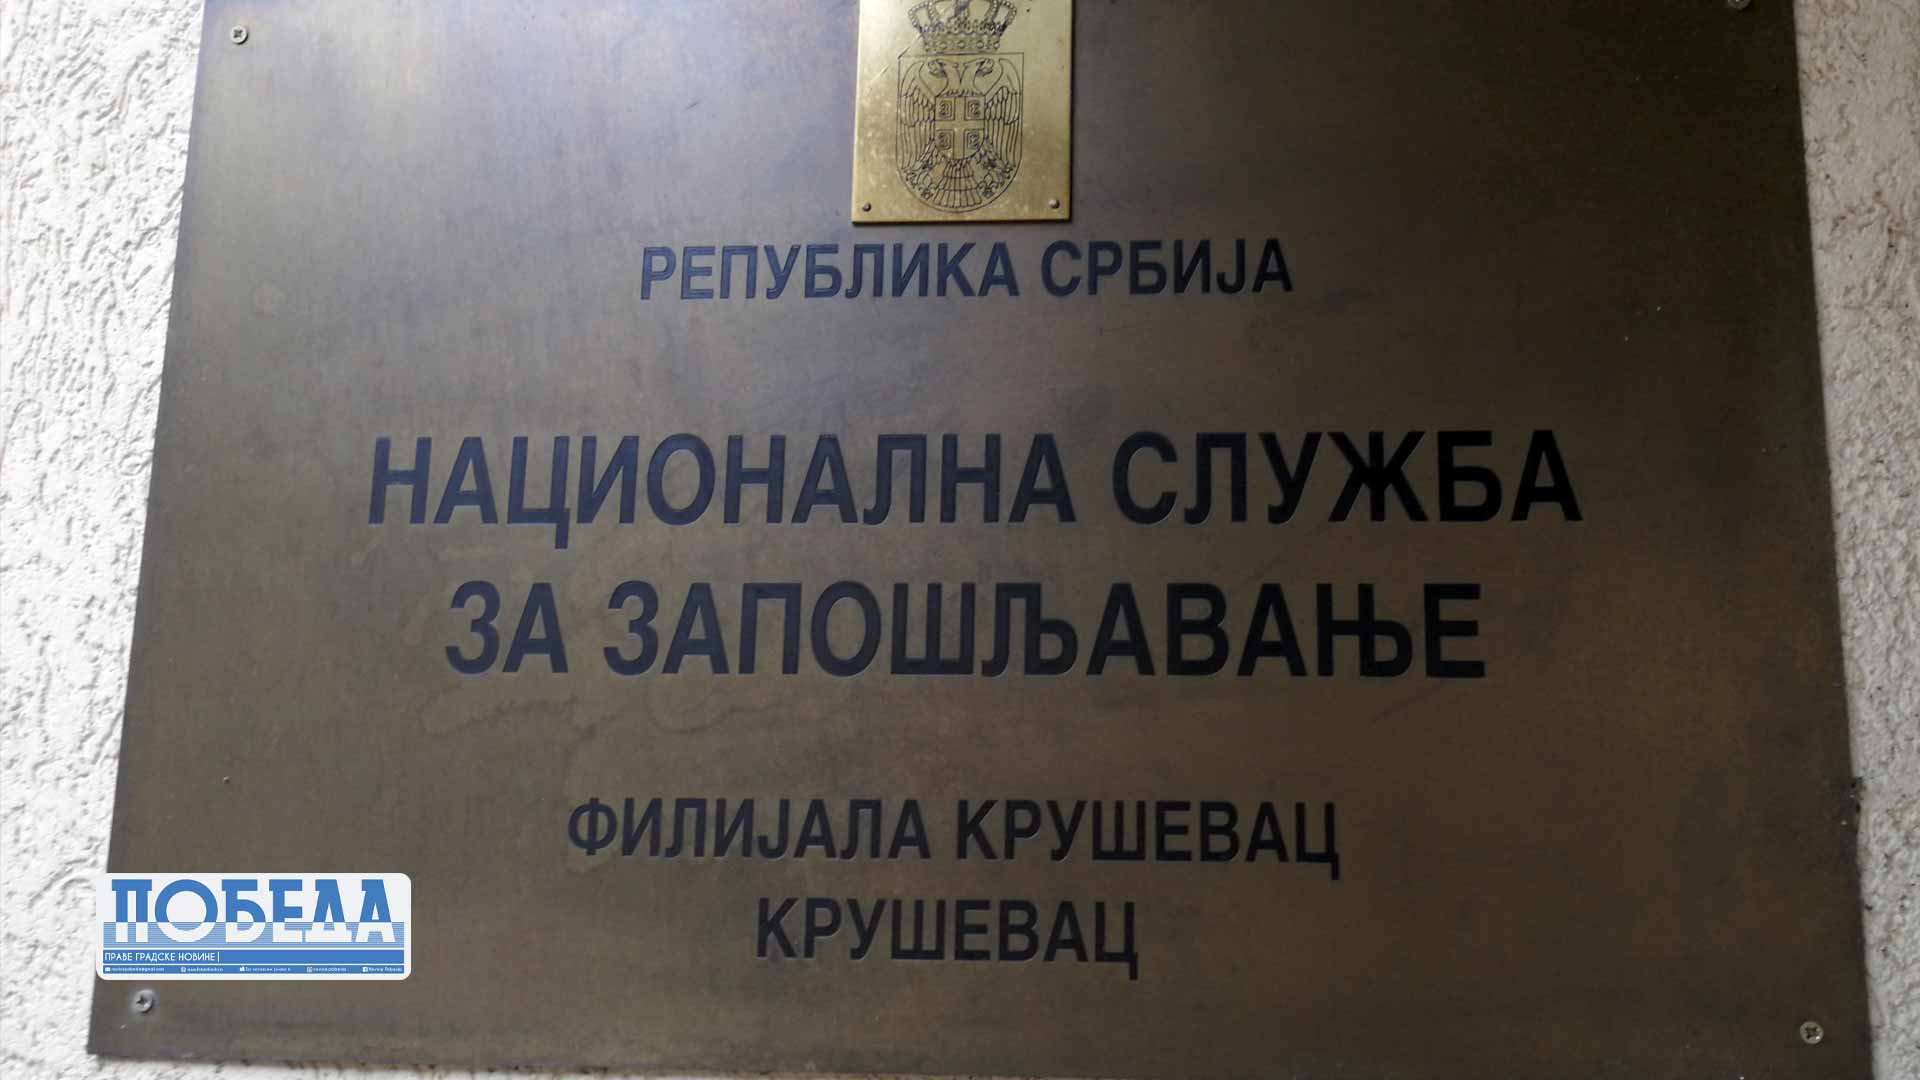 РЕПУБЛИКА СРБИЈА
НАЦИОНАЛНА СЛУЖБА
ЗА ЗАПОШЉАВАЊЕ
ФИЛИЈАЛА КРУШЕВАЦ
КРУШЕВАЦ
ПОБЕДА
ПРАВЕ ГРАДСКЕ НОВИНЕ |